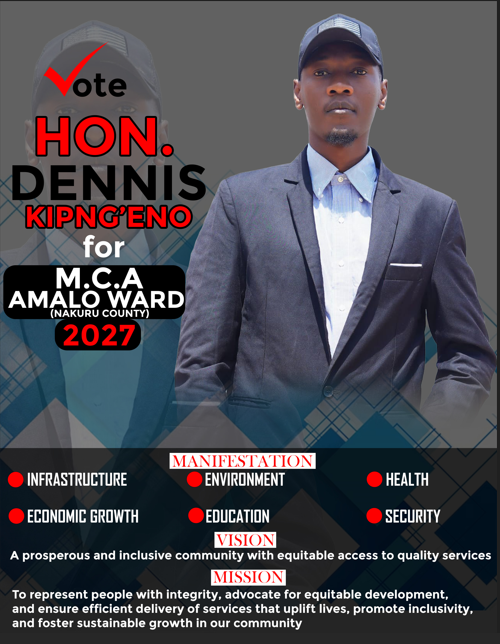 Vote
HON.
DENNIS
KIPNG'ENO
for
M.C.A
AMALO WARD
(NAKURU COUNTY)
2027
MANIFESTATION
INFRASTRUCTURE ENVIRONMENT HEALTH
ECONOMIC GROWTH EDUCATION SECURITY
VISION
A prosperous and inclusive community with equitable access to quality services
MISSION
To represent people with integrity, advocate for equitable development,
and ensure efficient delivery of services that uplift lives, promote inclusivity,
and foster sustainable growth in our community